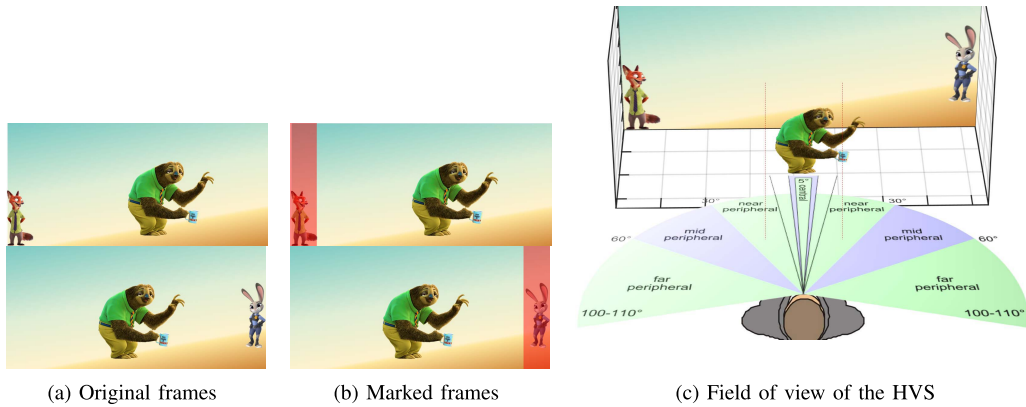 5° central
30°
near
peripheral
near
peripheral
30°
60°
mid
peripheral
mid
peripheral
60°
far
peripheral
far
peripheral
100-110°
100-110°
(a) Original frames
(b) Marked frames
(c) Field of view of the HVS